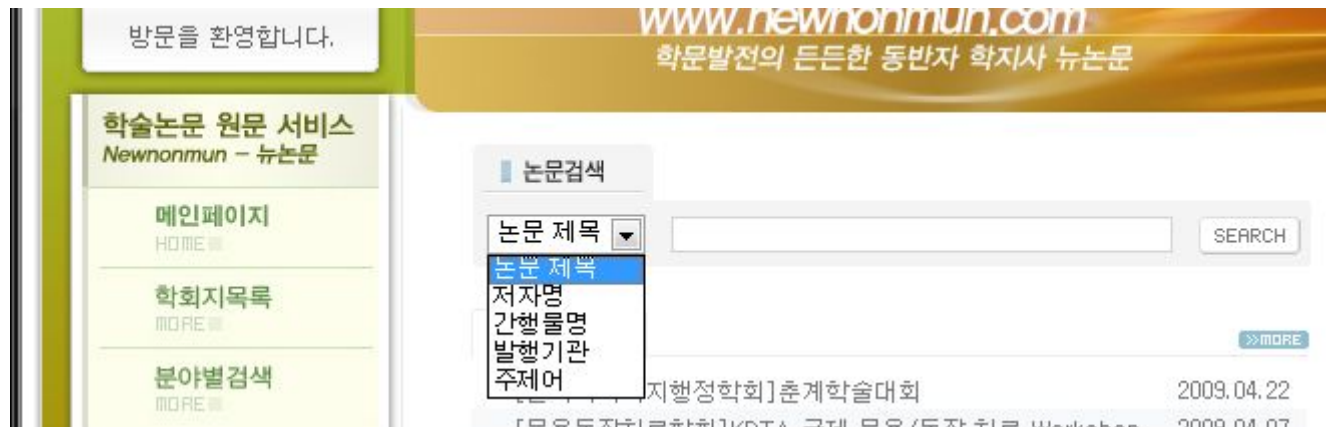 방문을 환영합니다.
www.newnonmun.com
학문발전의 든든한 동반자 학지사 뉴논문
학술논문 원문 서비스
Newnonmun - 뉴논문
메인페이지
HOME
학회지목록
MORE
분야별검색
MORE
논문검색
논문 제목
SEARCH
논문 제목
저자명
간행물명
발행기관
주제어
MORE
지행정학회]춘계학술대회 2009.04.22
Workshop 2009.04.07